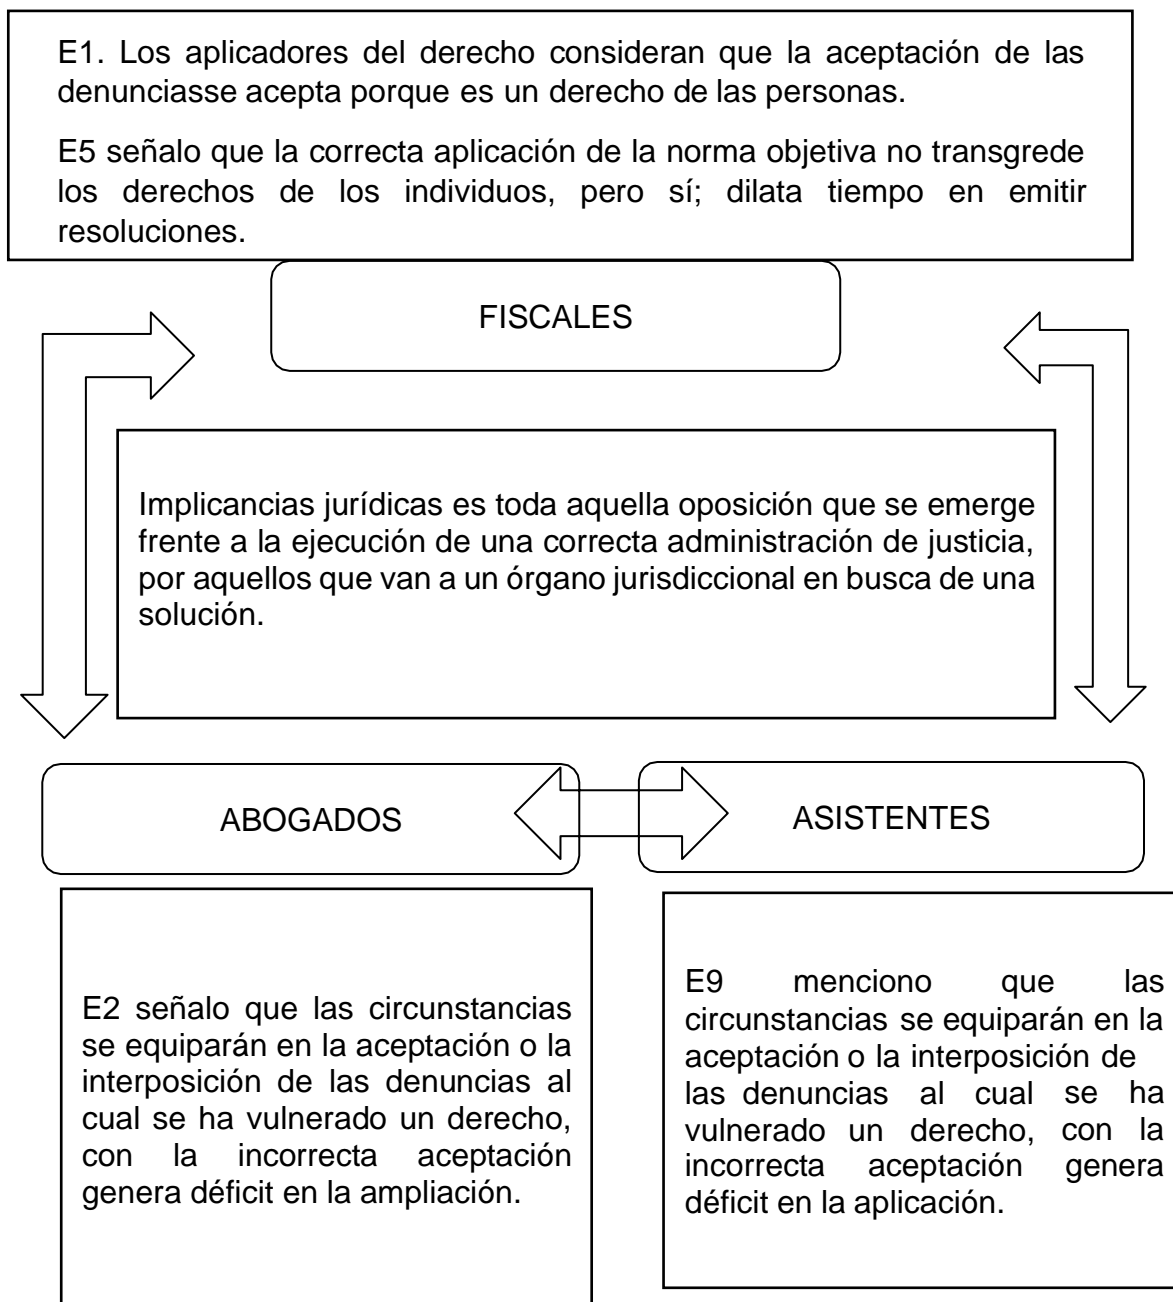 E1. Los aplicadores del derecho consideran que la aceptación de las
denunciasse acepta porque es un derecho de las personas.
E5 señalo que la correcta aplicación de la norma objetiva no transgrede
los derechos de los individuos, pero sí; dilata tiempo en emitir
resoluciones.
FISCALES
Implicancias jurídicas es toda aquella oposición que se emerge
frente a la ejecución de una correcta administración de justicia,
por aquellos que van a un órgano jurisdiccional en busca de una
solución.
ABOGADOS
ASISTENTES
E2 señalo que las circunstancias
se equiparán en la aceptación o la
interposición de las denuncias al
cual se ha vulnerado un derecho,
con la incorrecta aceptación
genera déficit en la ampliación.
E9 menciono que las
circunstancias se equiparán en la
aceptación o la interposición de
las denuncias al cual se ha
vulnerado un derecho, con la
incorrecta aceptación genera
déficit en la aplicación.